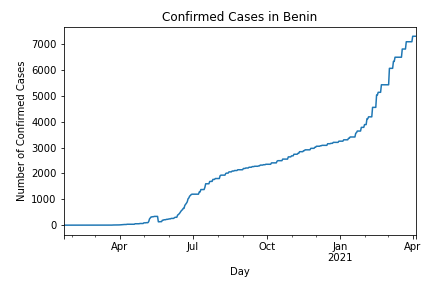 Confirmed Cases in Benin
Number of Confirmed Cases
7000
6000
5000
4000
3000
2000
1000
0
Apr Jul Oct Jan Apr
2021
Day